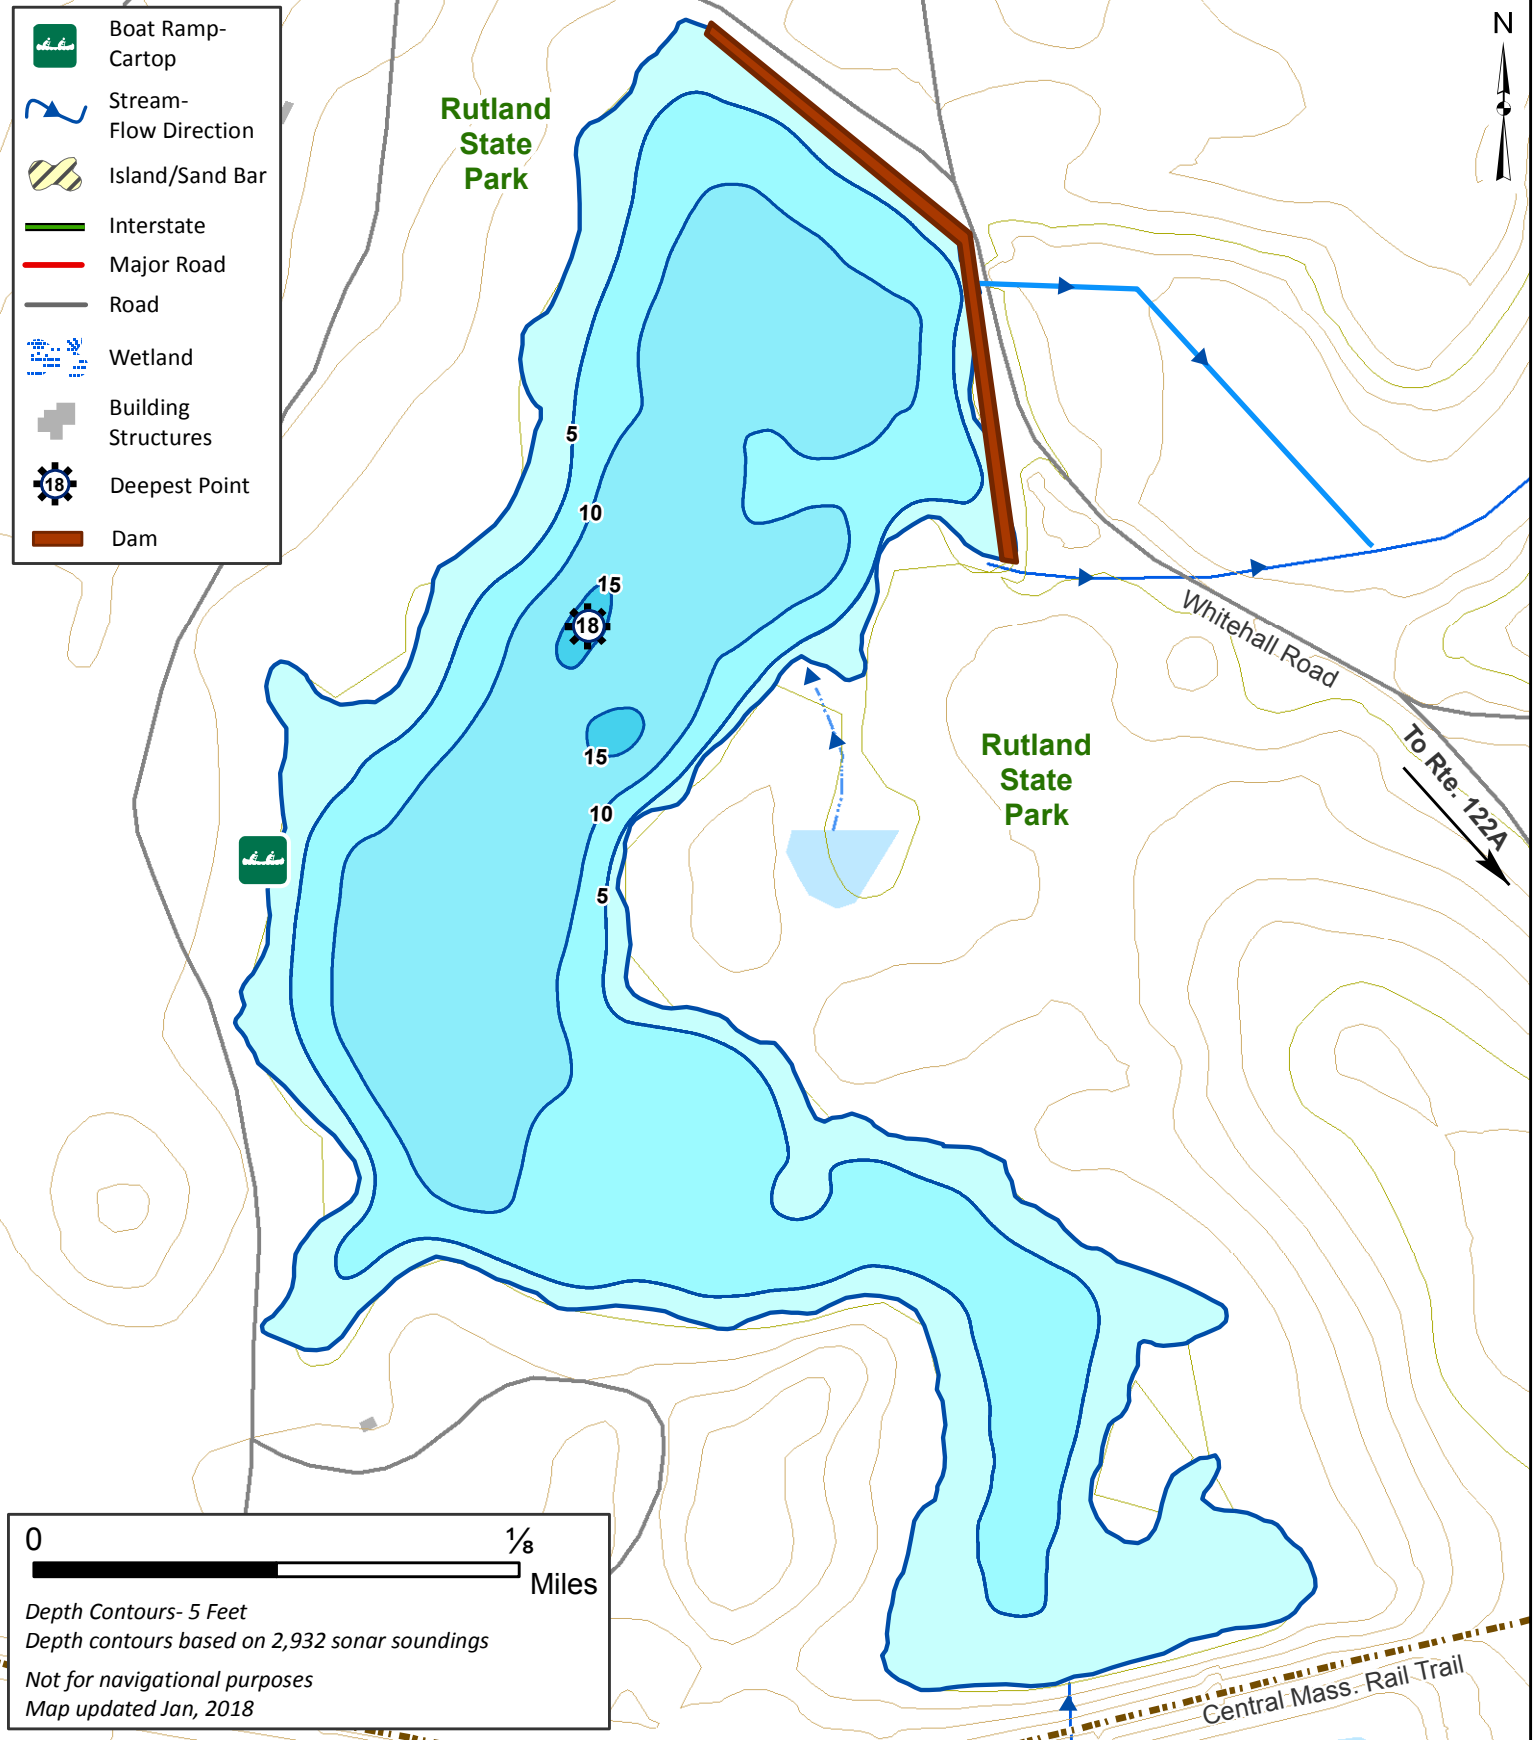 Boat Ramp-
Cartop
Stream-
Flow Direction
Island/Sand Bar
Interstate
Major Road
Road
Wetland
Building
Structures
18
Deepest Point
Dam
Rutland
State
Park
N
5
10
15
18
15
10
5
Whitehall Road
Rutland
State
Park
To Rte. 122A
0 ⅛
Miles
Depth Contours- 5 Feet
Depth contours based on 2,932 sonar soundings
Not for navigational purposes
Map updated Jan, 2018
Central Mass. Rail Trail